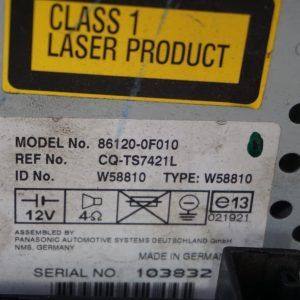 CLASS 1
LASER PRODUCT
MODEL No. 86120-0F010
REF No. CQ-TS7421L
ID No. W58810 TYPE: W58810
12V 4Ω e13
021921
ASSEMBLED BY
PANASONIC AUTOMOTIVE SYSTEMS DEUTSCHLAND GmbH
NMS, GERMANY
MADE IN GERMANY
SERIAL NO 103832